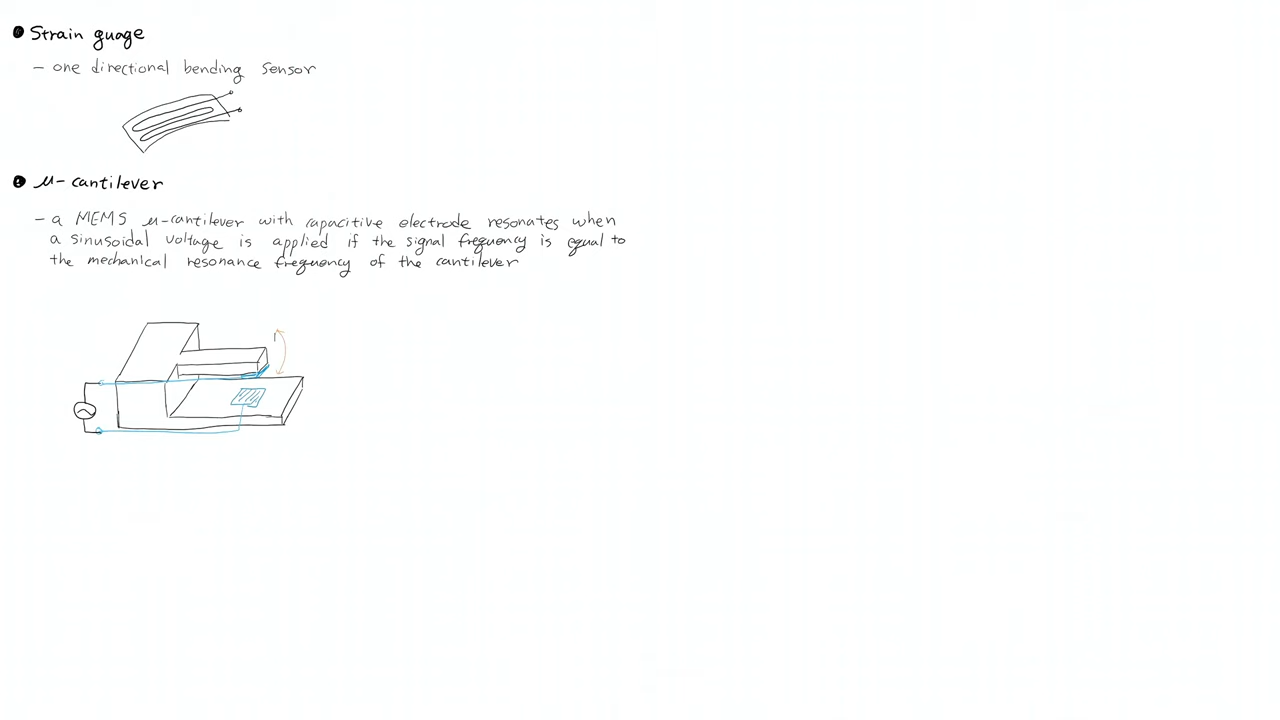 Strain guage
- one directional bending sensor
μ-cantilever
- a MEMS μ-cantilever with capacitive electrode resonates when
a sinusoidal voltage is applied if the signal frequency is equal to
the mechanical resonance frequency of the cantilever